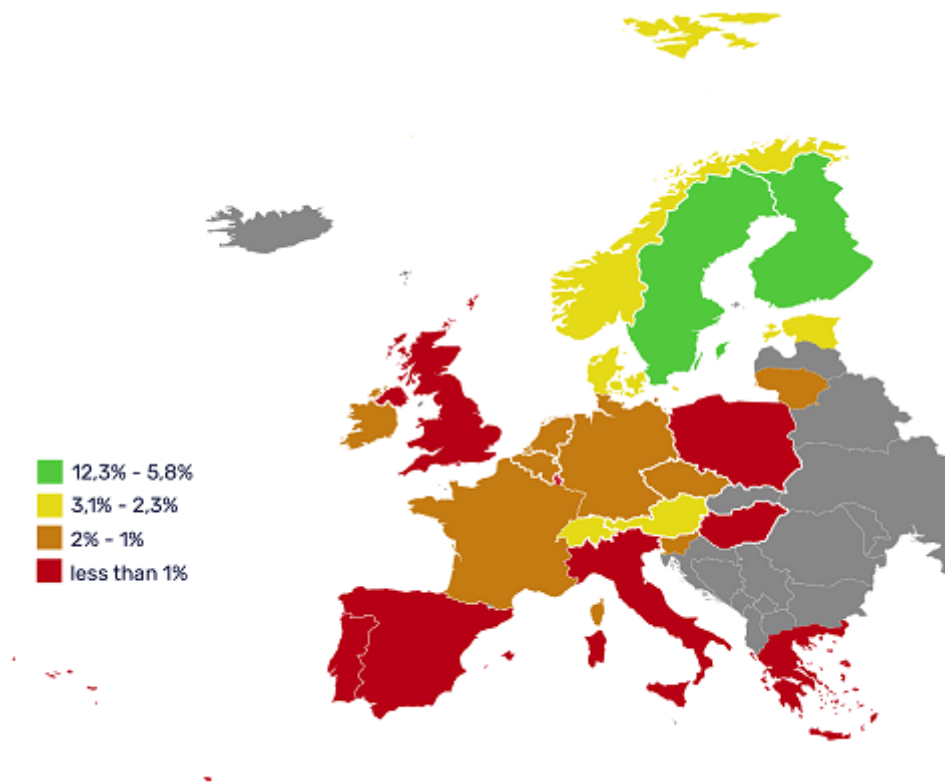 12,3% - 5,8%
3,1% - 2,3%
2% - 1%
less than 1%